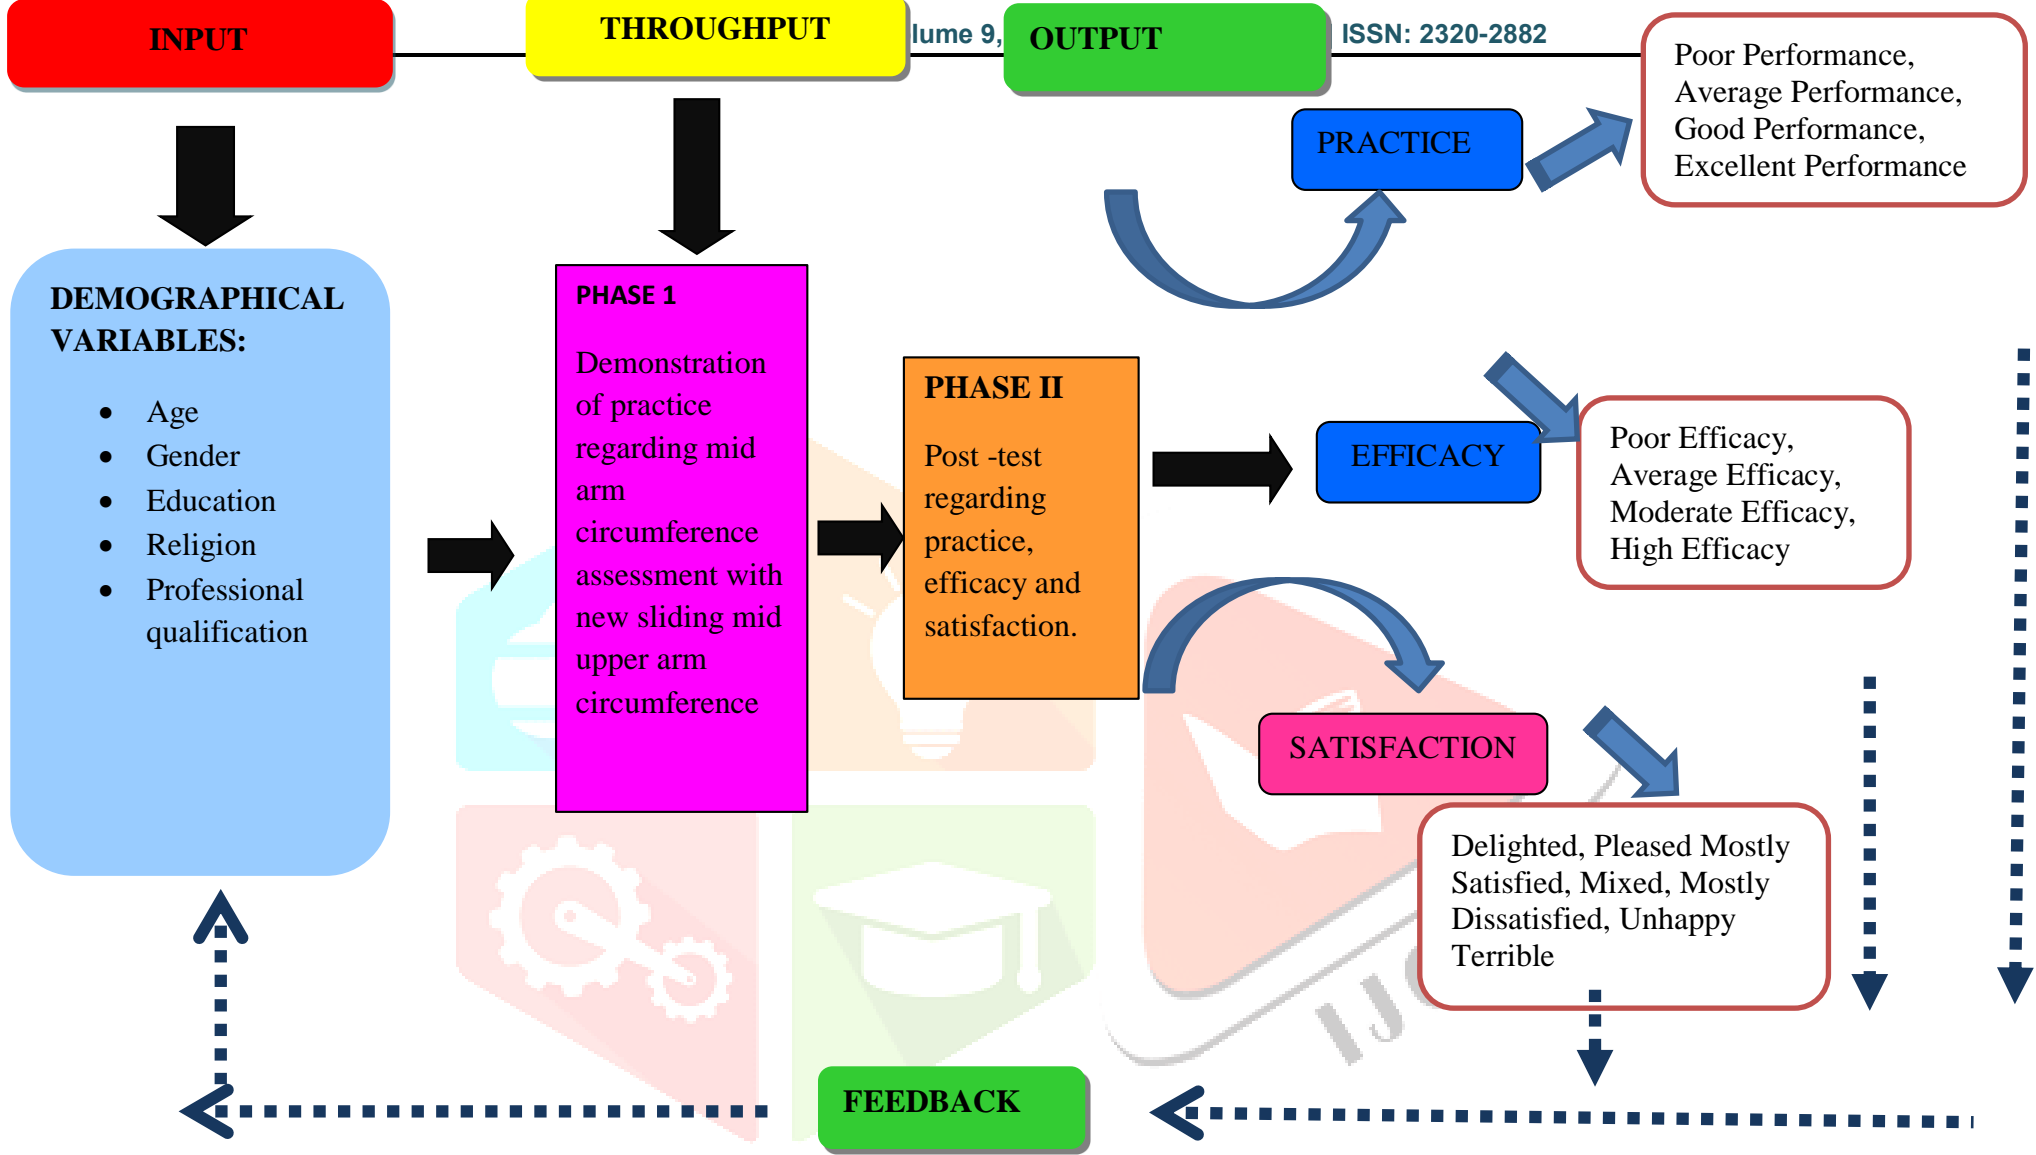 INPUT
THROUGHPUT
lume 9,
OUTPUT
ISSN: 2320-2882
Poor Performance,
Average Performance,
Good Performance,
Excellent Performance
PRACTICE
DEMOGRAPHICAL
VARIABLES:
• Age
• Gender
• Education
• Religion
• Professional
qualification
PHASE 1
Demonstration
of practice
regarding mid
arm
circumference
assessment with
new sliding mid
upper arm
circumference
PHASE II
Post -test
regarding
practice,
efficacy and
satisfaction.
EFFICACY
Poor Efficacy,
Average Efficacy,
Moderate Efficacy,
High Efficacy
SATISFACTION
Delighted, Pleased Mostly
Satisfied, Mixed, Mostly
Dissatisfied, Unhappy
Terrible
FEEDBACK